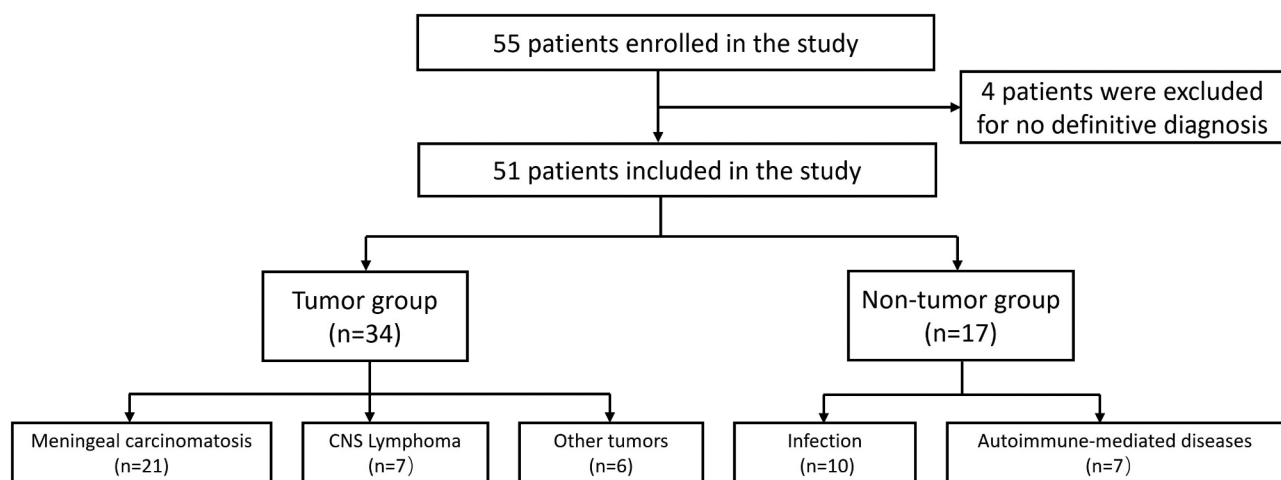 55 patients enrolled in the study
4 patients were excluded
for no definitive diagnosis
51 patients included in the study
Tumor group
(n=34)
Non-tumor group
(n=17)
Meningeal carcinomatosis
(n=21)
CNS Lymphoma
(n=7）
Other tumors
(n=6)
Infection
(n=10)
Autoimmune-mediated diseases
(n=7）